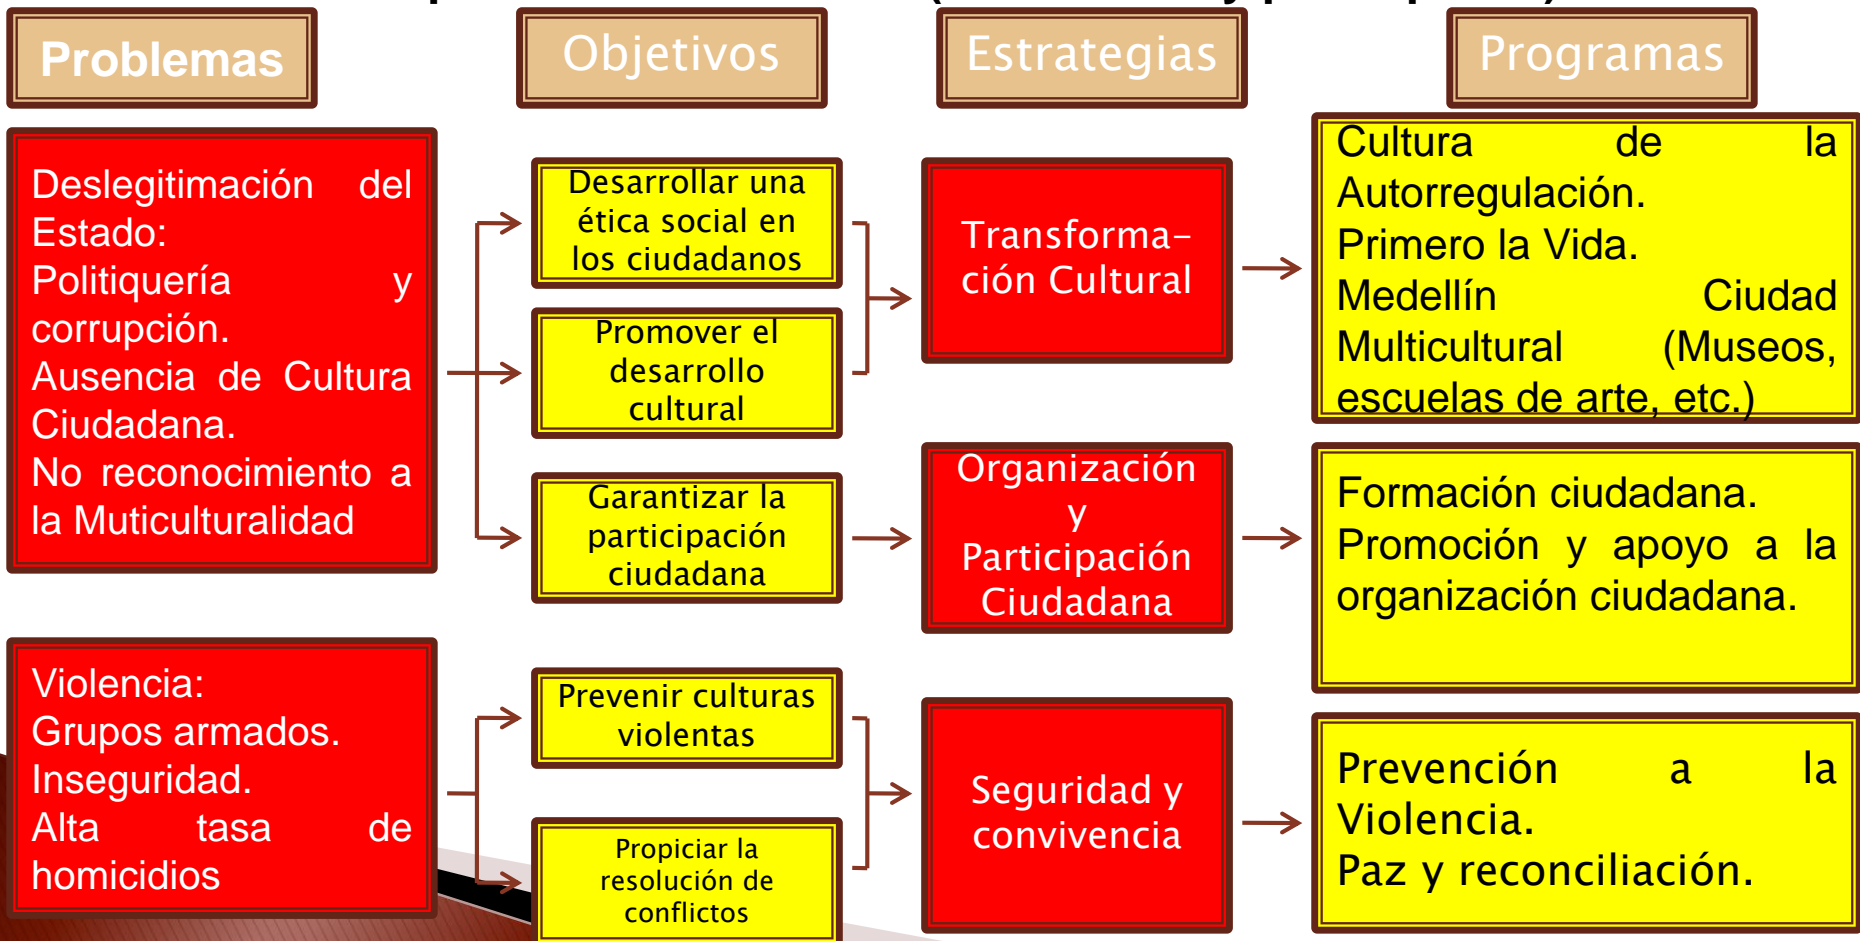 Problemas
Objetivos
Estrategias
Programas
Deslegitimación del
Estado:
Politiquería y
corrupción.
Ausencia de Cultura
Ciudadana.
No reconocimiento a
la Muticulturalidad
Desarrollar una
ética social en
los ciudadanos
Promover el
desarrollo
cultural
Garantizar la
participación
ciudadana
Transforma-
ción Cultural
Organización
y
Participación
Ciudadana
Cultura de la
Autorregulación.
Primero la Vida.
Medellín Ciudad
Multicultural (Museos,
escuelas de arte, etc.)
Formación ciudadana.
Promoción y apoyo a la
organización ciudadana.
Violencia:
Grupos armados.
Inseguridad.
Alta tasa de
homicidios
Prevenir culturas
violentas
Propiciar la
resolución de
conflictos
Seguridad y
convivencia
Prevención a la
Violencia.
Paz y reconciliación.